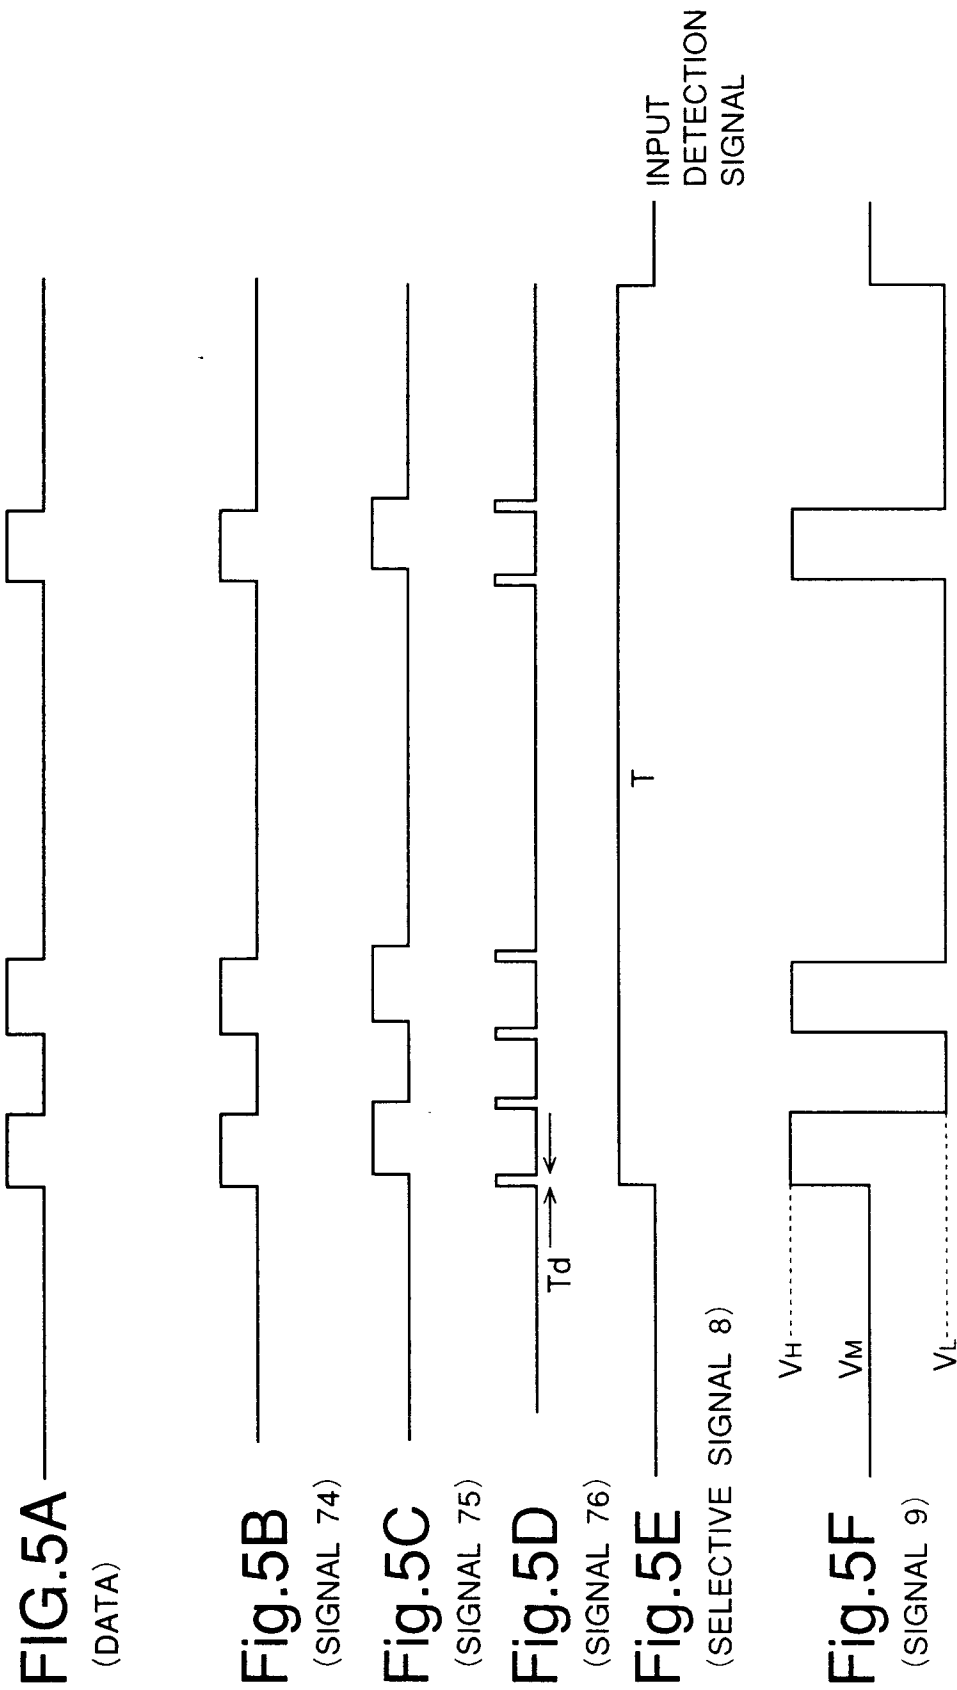 FIG.5A
(DATA)
Fig.5B
(SIGNAL 74)
Fig.5C
(SIGNAL 75)
Fig.5D
(SIGNAL 76)
Td
Fig.5E
(SELECTIVE SIGNAL 8)
T
INPUT
DETECTION
SIGNAL
Fig.5F
(SIGNAL 9)
VH
VM
VL